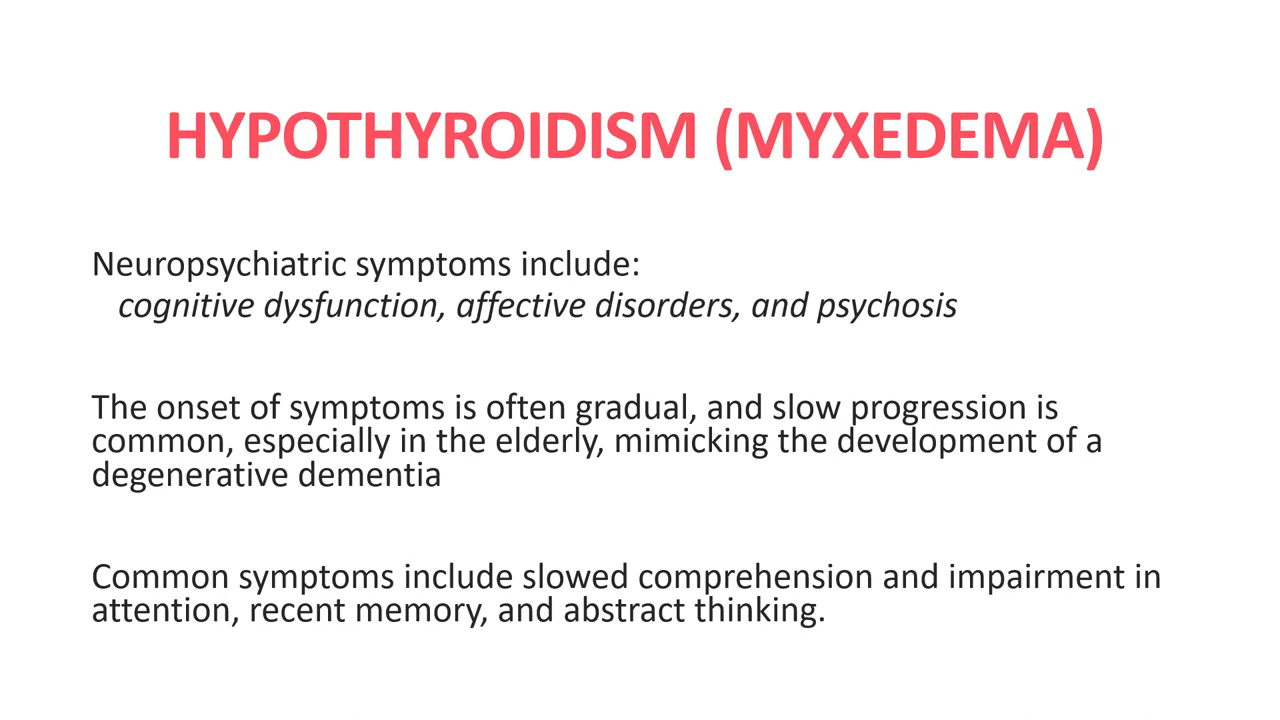 HYPOTHYROIDISM (MYXEDEMA)
Neuropsychiatric symptoms include:
cognitive dysfunction, affective disorders, and psychosis
The onset of symptoms is often gradual, and slow progression is
common, especially in the elderly, mimicking the development of a
degenerative dementia
Common symptoms include slowed comprehension and impairment in
attention, recent memory, and abstract thinking.